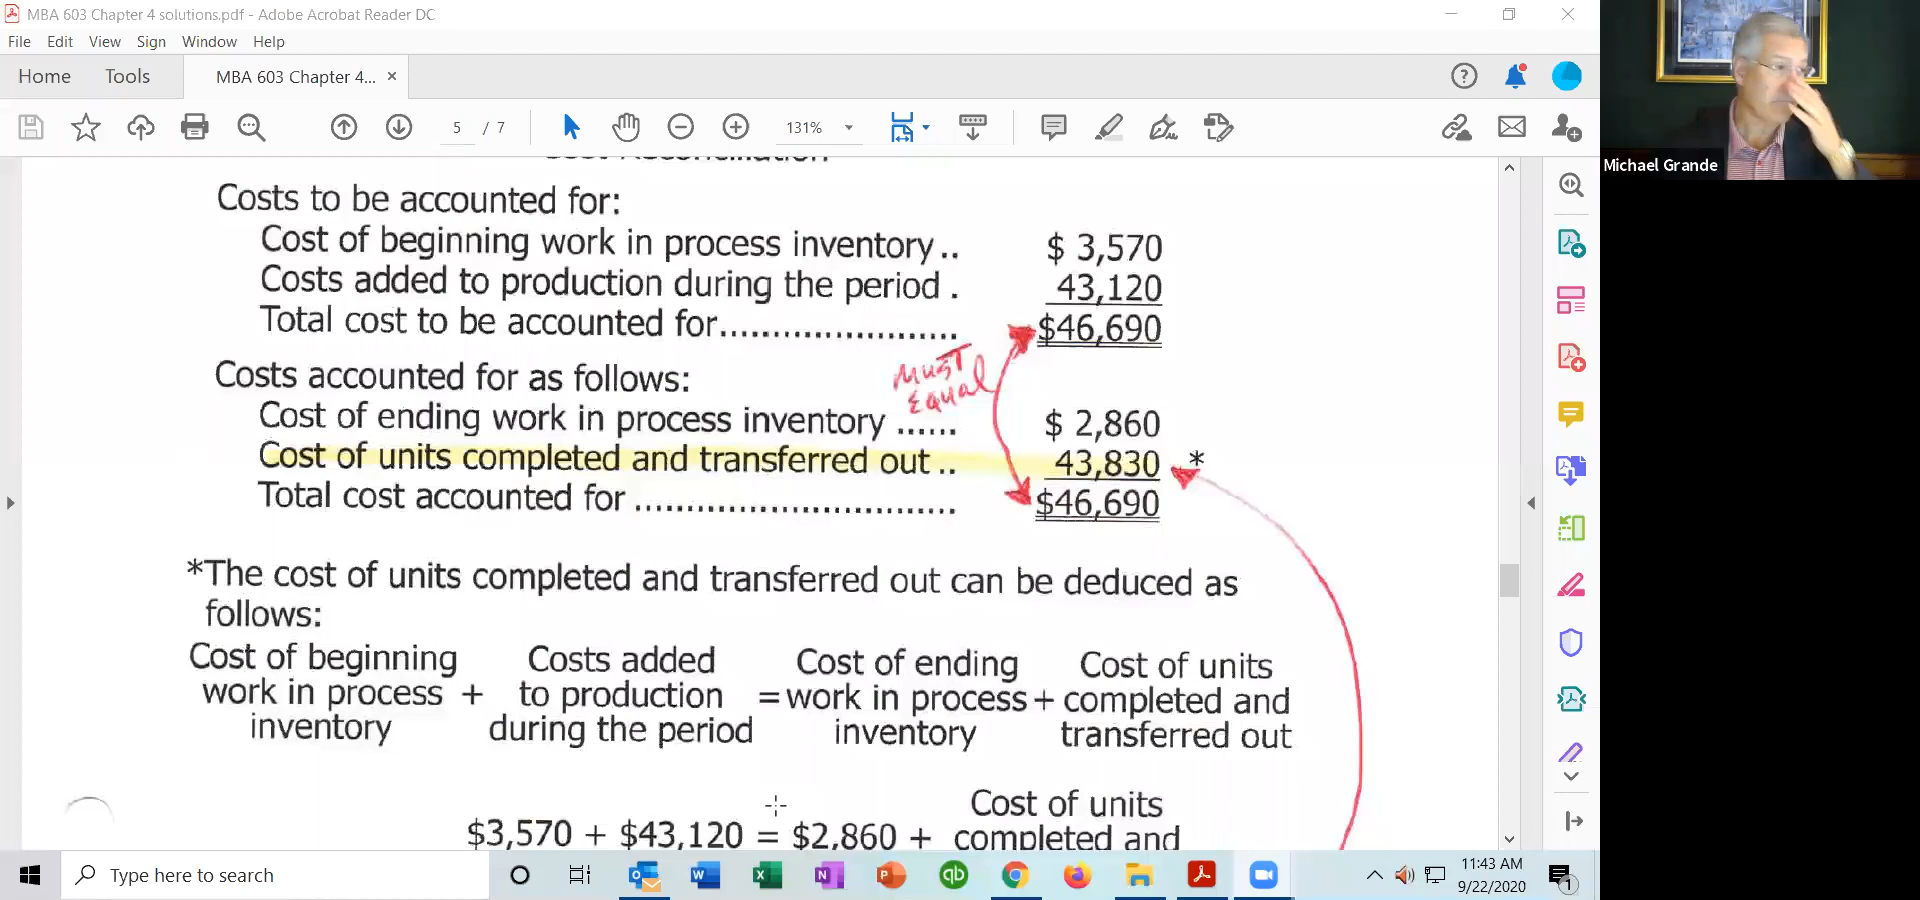 MBA 603 Chapter 4 solutions.pdf - Adobe Acrobat Reader DC
File Edit View Sign Window Help
Home Tools MBA 603 Chapter 4... ×
5 / 7 131%
Michael Grande
Cost Reconciliation
Costs to be accounted for:
Cost of beginning work in process inventory.. $ 3,570
Costs added to production during the period . 43,120
Total cost to be accounted for....................... $46,690
Must
Equal
Costs accounted for as follows:
Cost of ending work in process inventory ...... $ 2,860
Cost of units completed and transferred out.. 43,830 *
Total cost accounted for ............................... $46,690
*The cost of units completed and transferred out can be deduced as
follows:
Cost of beginning Costs added Cost of ending Cost of units
work in process + to production = work in process + completed and
inventory during the period inventory transferred out
Cost of units
$3,570 + $43,120 = $2,860 + completed and
Type here to search
11:43 AM
9/22/2020
1